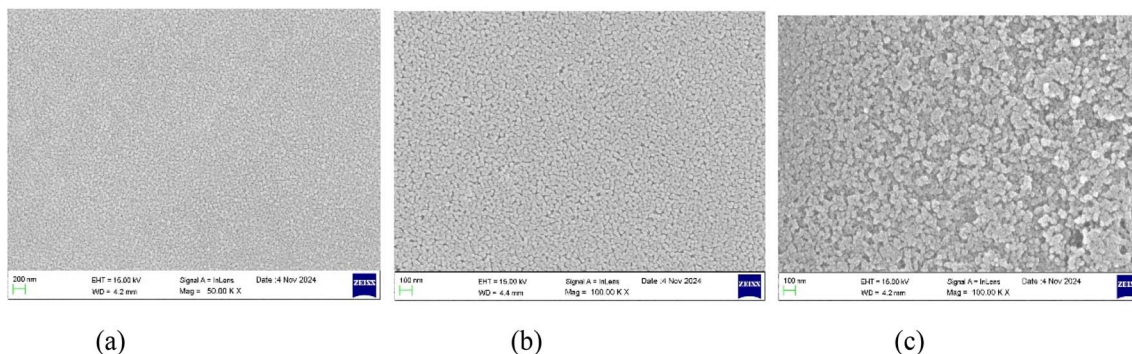 200 nm EHT = 15.00 kV Signal A = InLens Date :4 Nov 2024
WD = 4.2 mm Mag = 50.00 K X ZEISS
100 nm EHT = 15.00 kV Signal A = InLens Date :4 Nov 2024
WD = 4.4 mm Mag = 100.00 K X ZEISS
100 nm EHT = 15.00 kV Signal A = InLens Date :4 Nov 2024
WD = 4.2 mm Mag = 100.00 K X ZEISS
(a) (b) (c)